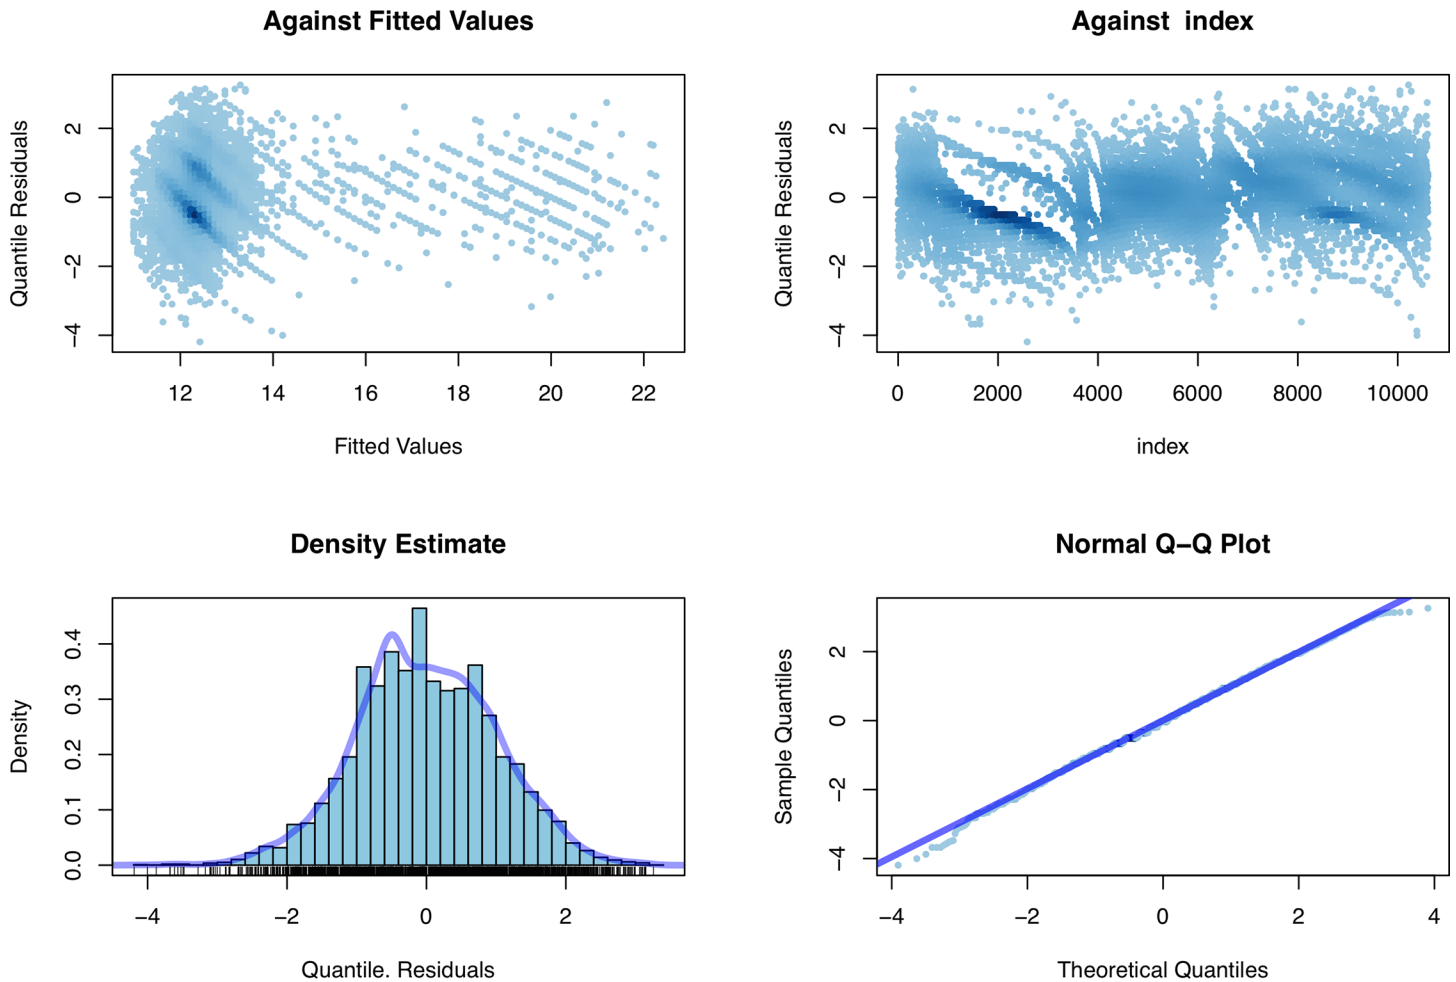 Against Fitted Values
Quantile Residuals
2
0
−2
−4
12 14 16 18 20 22
Fitted Values
Against index
Quantile Residuals
2
0
−2
−4
0 2000 4000 6000 8000 10000
index
Density Estimate
Density
0.4
0.3
0.2
0.1
0.0
−4 −2 0 2
Quantile. Residuals
Normal Q−Q Plot
Sample Quantiles
2
0
−2
−4
−4 −2 0 2 4
Theoretical Quantiles